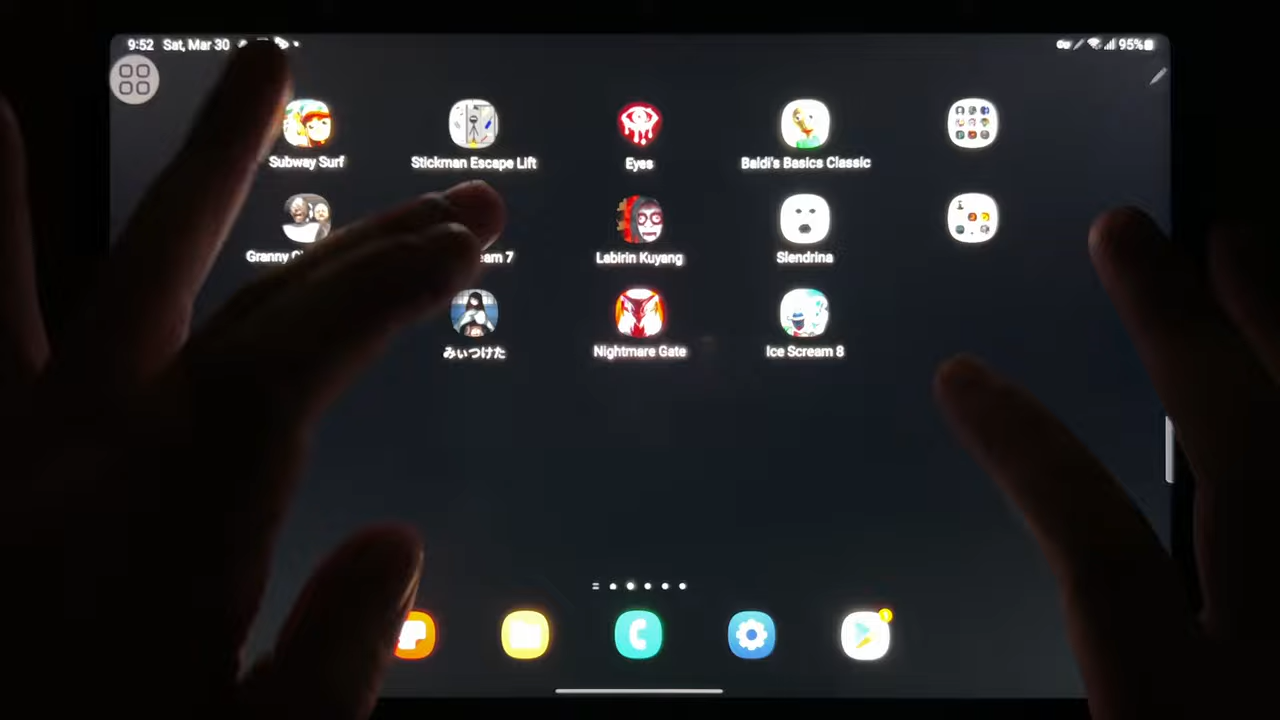 9:52 Sat, Mar 30
95%
Subway Surf
Stickman Escape Lift
Eyes
Baldi's Basics Classic
Granny
eam 7
Labirin Kuyang
Slendrina
みぃつけた
Nightmare Gate
Ice Scream 8